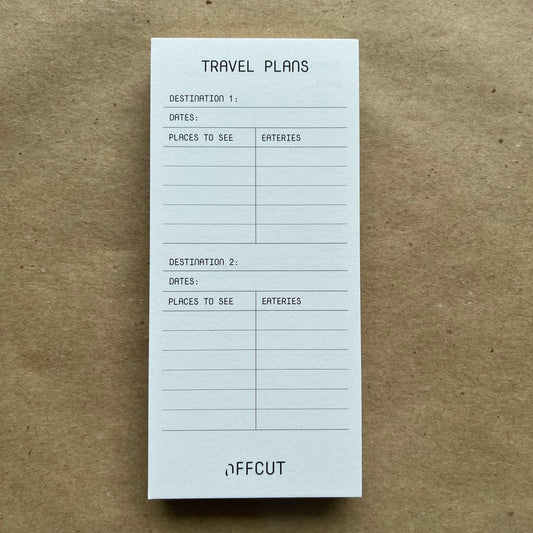 TRAVEL PLANS
DESTINATION 1:
DATES:
PLACES TO SEE EATERIES
DESTINATION 2:
DATES:
PLACES TO SEE EATERIES
OFFCUT